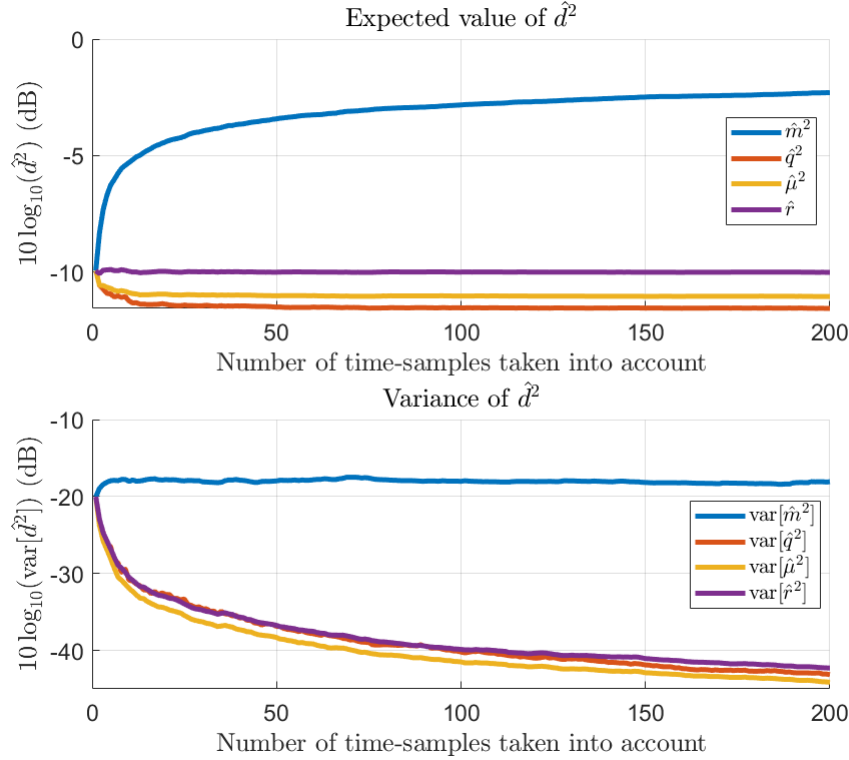 Expected value of d̂²
10 log₁₀(d̂²) (dB)
0
-5
-10
m̂²
q̂²
μ̂²
r̂
0
50
100
150
200
Number of time-samples taken into account
Variance of d̂²
10 log₁₀(var[d̂²]) (dB)
-10
-20
-30
-40
var[m̂²]
var[q̂²]
var[μ̂²]
var[r̂²]
0
50
100
150
200
Number of time-samples taken into account